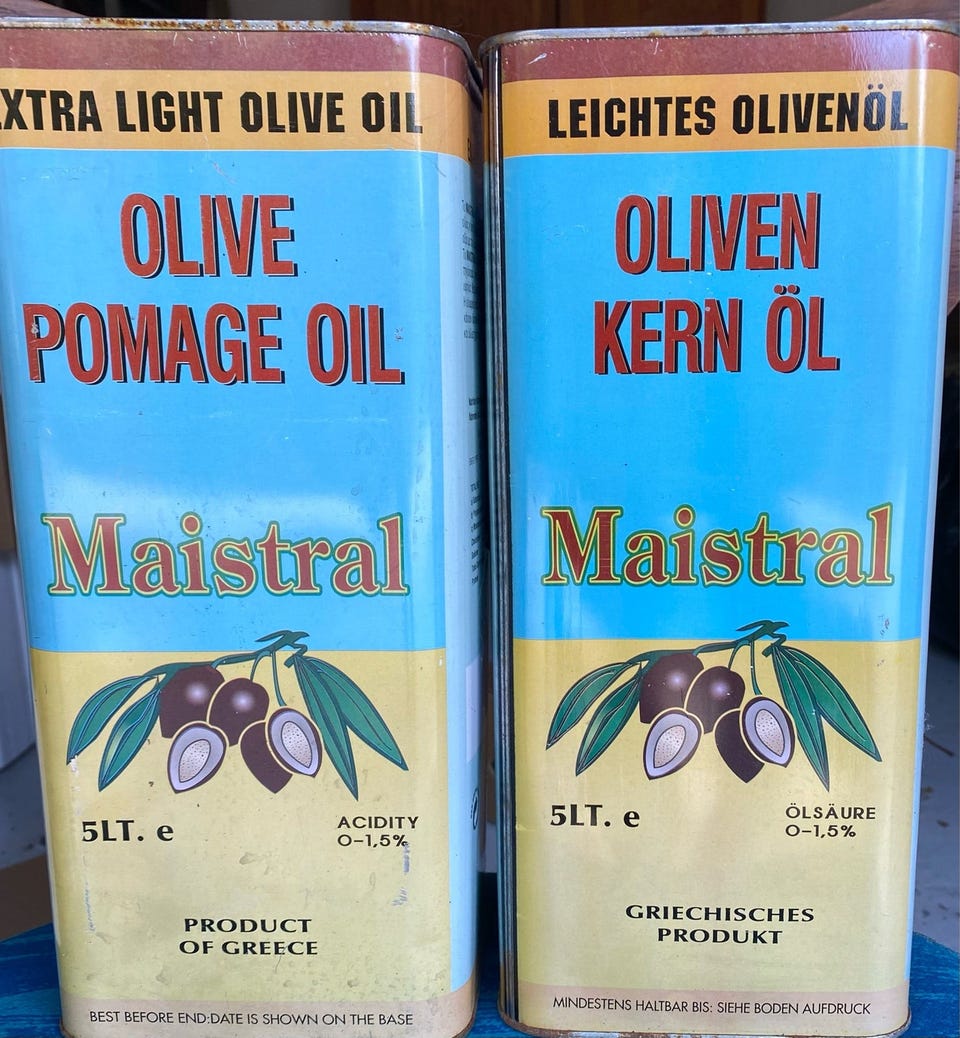 XTRA LIGHT OLIVE OIL
OLIVE
POMAGE OIL
Maistral
5LT. e
ACIDITY
0-1,5%
PRODUCT
OF GREECE
BEST BEFORE END:DATE IS SHOWN ON THE BASE
LEICHTES OLIVENÖL
OLIVEN
KERN ÖL
Maistral
5LT. e
ÖLSÄURE
0-1,5%
GRIECHISCHES
PRODUKT
MINDESTENS HALTBAR BIS: SIEHE BODEN AUFDRUCK